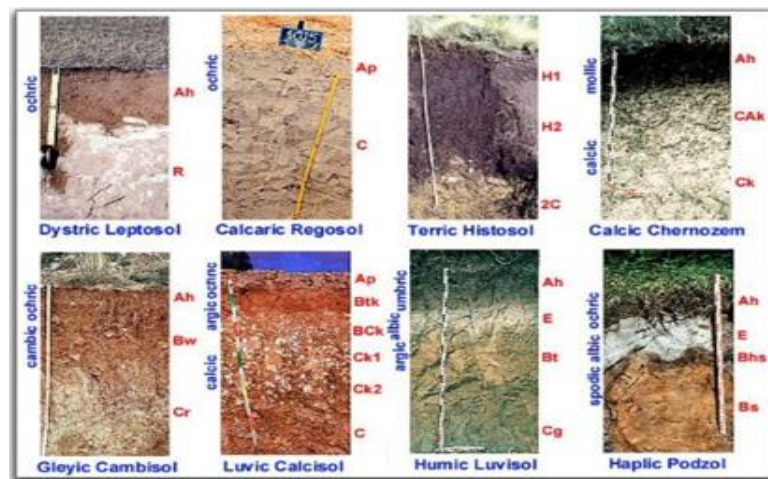 ochric
Ah
R
Dystric Leptosol
ochric
Ap
C
Calcaric Regosol
H1
H2
2C
Terric Histosol
mollic
calcic
Ah
CAk
Ck
Calcic Chernozem
ochric
cambic
Ah
Bw
Cr
Gleyic Cambisol
ochric
argic
calcic
Ap
Btk
BCk
Ck1
Ck2
C
Luvic Calcisol
umbric
albic
argic
Ah
E
Bt
Cg
Humic Luvisol
ochric
albic
spodic
Ah
E
Bhs
Bs
Haplic Podzol